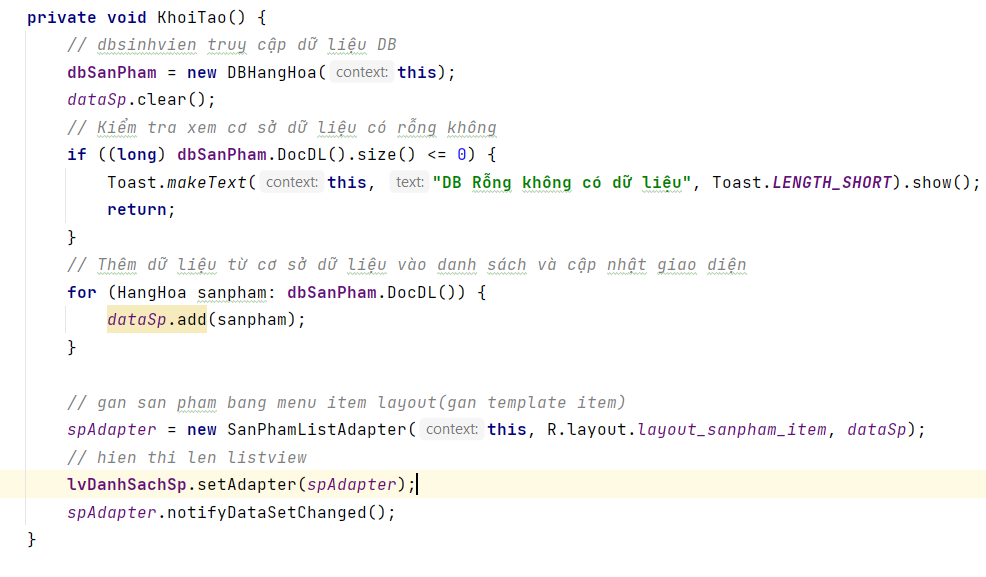 private void KhoiTao() {
// dbsinhvien truy cập dữ liệu DB
dbSanPham = new DBHangHoa( context: this);
dataSp.clear();
// Kiểm tra xem cơ sở dữ liệu có rỗng không
if ((long) dbSanPham.DocDL().size() <= 0) {
Toast.makeText( context: this, text: "DB Rỗng không có dữ liệu", Toast.LENGTH_SHORT).show();
return;
}
// Thêm dữ liệu từ cơ sở dữ liệu vào danh sách và cập nhật giao diện
for (HangHoa sanpham: dbSanPham.DocDL()) {
dataSp.add(sanpham);
}
// gan san pham bang menu item layout(gan template item)
spAdapter = new SanPhamListAdapter( context: this, R.layout.layout_sanpham_item, dataSp);
// hien thi len listview
lvDanhSachSp.setAdapter(spAdapter);
spAdapter.notifyDataSetChanged();
}